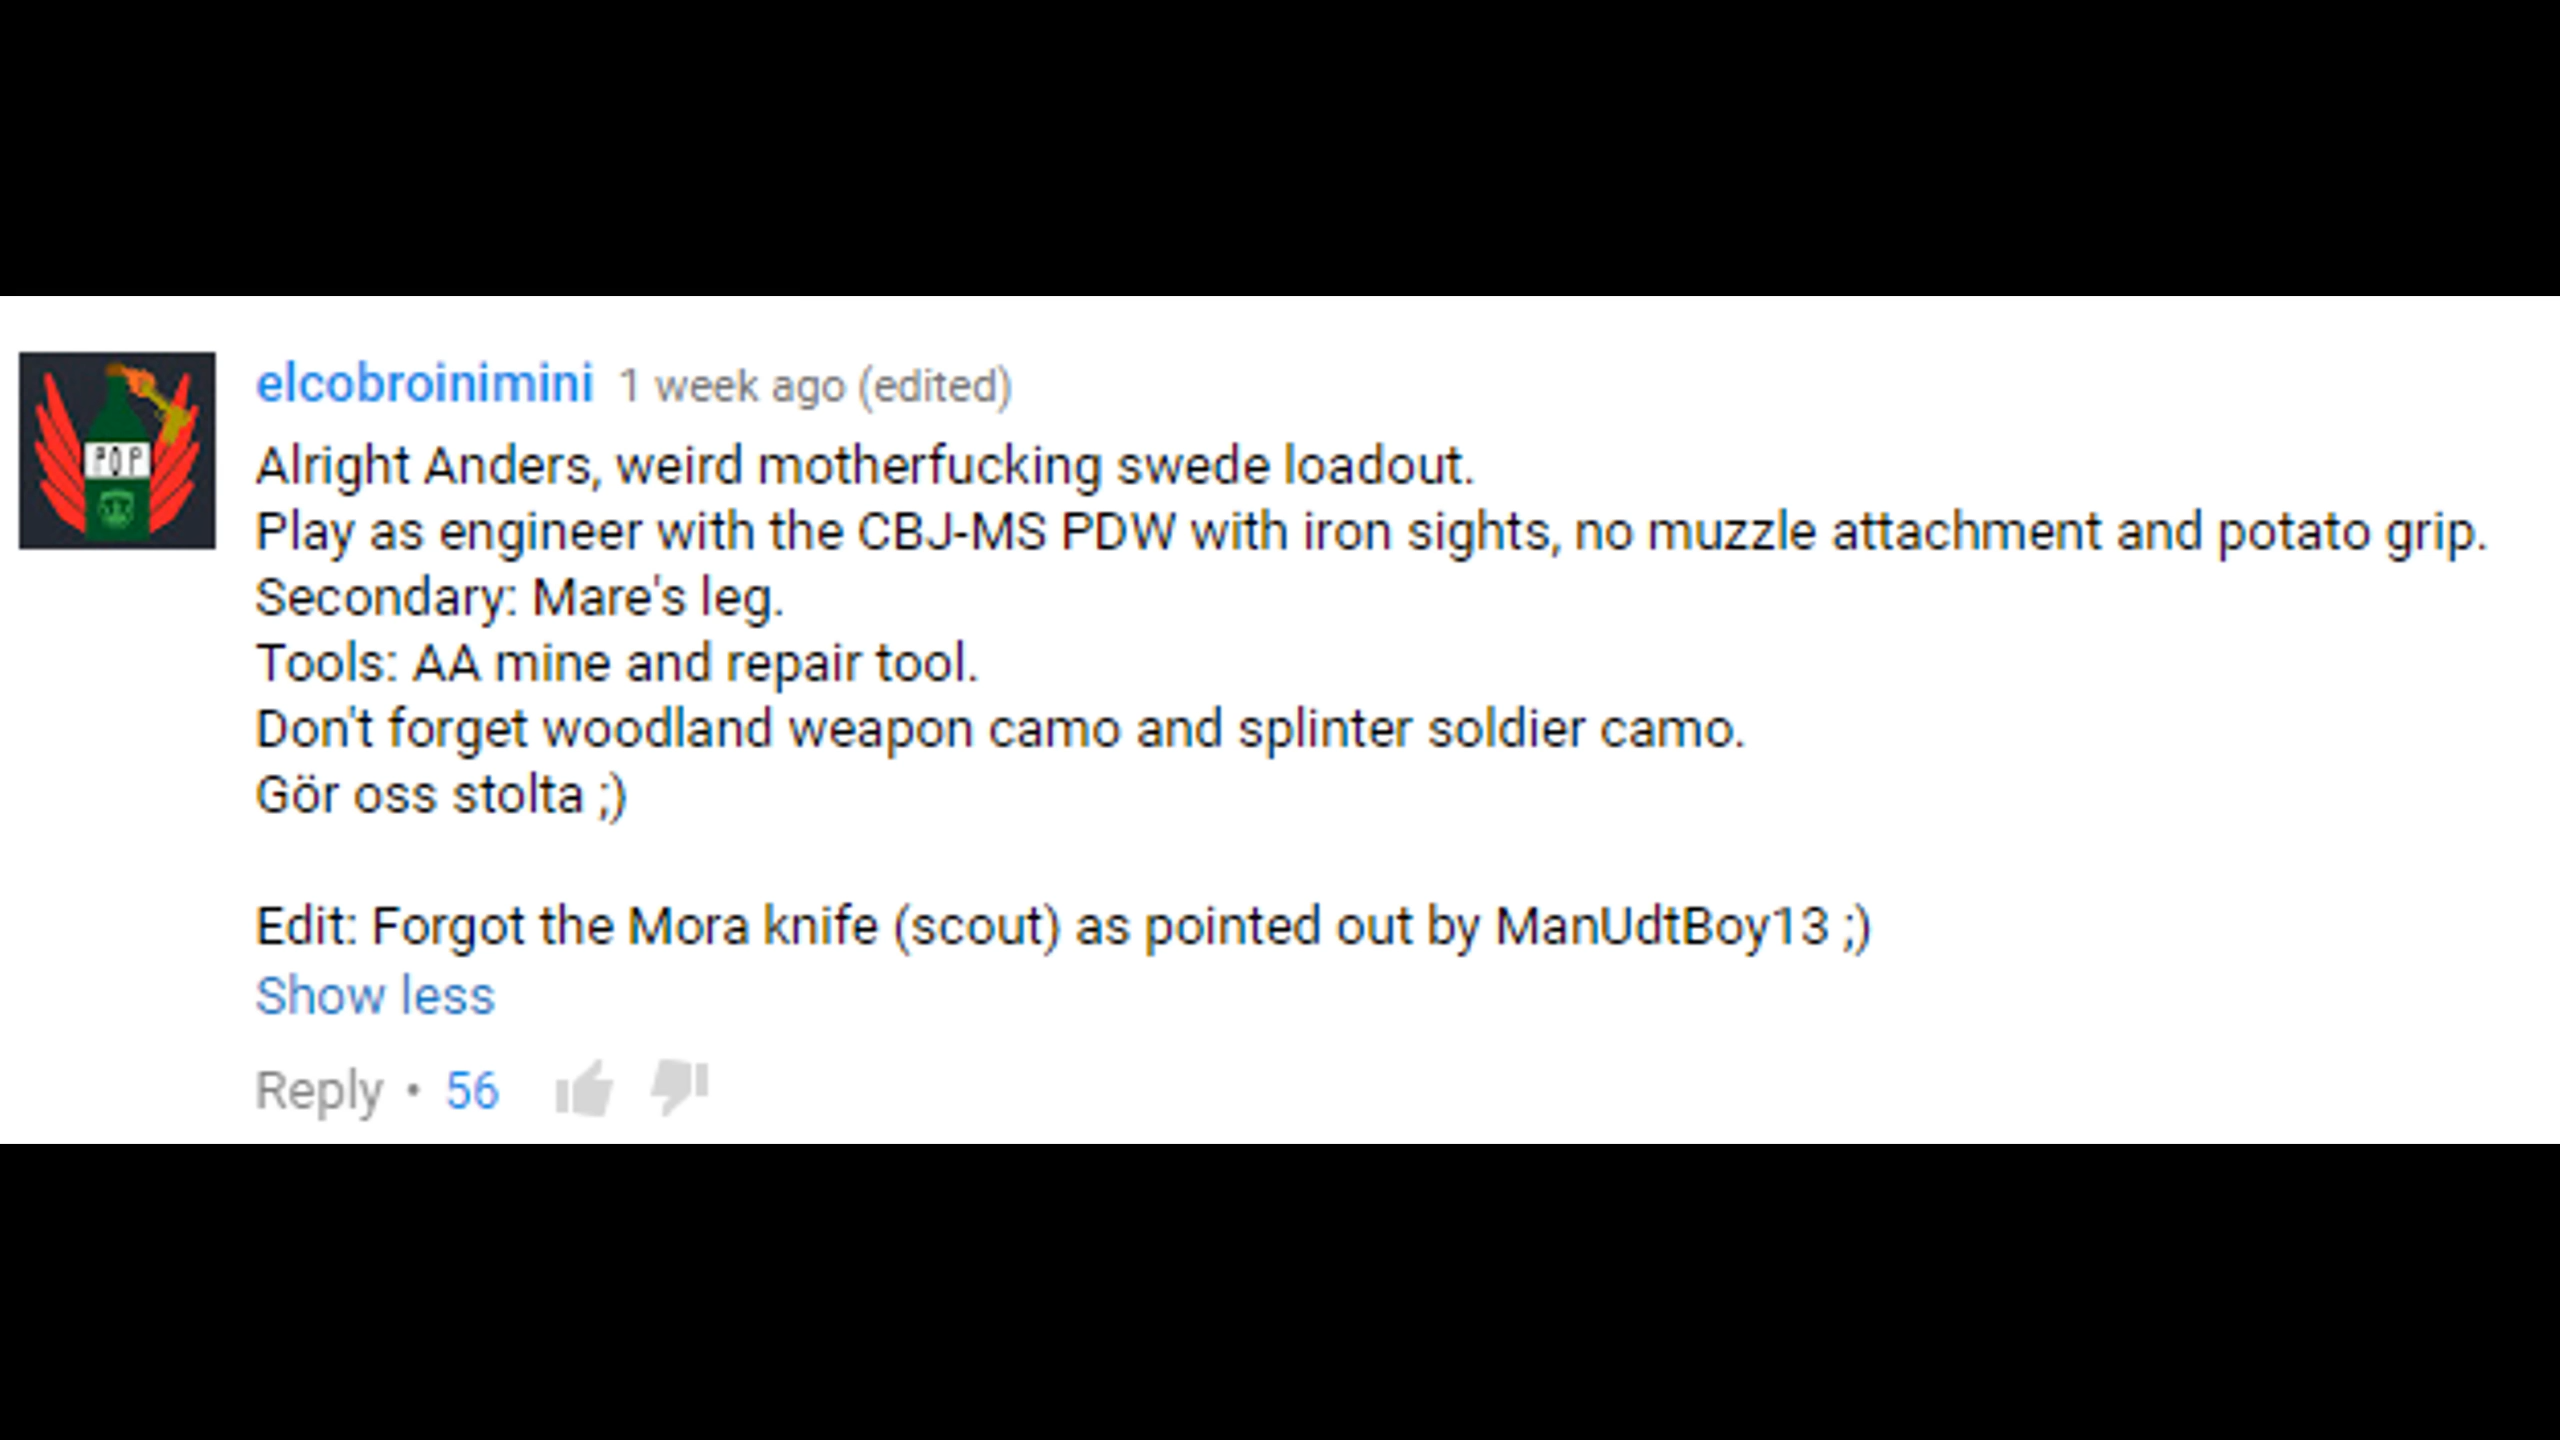 POP
elcobroinimini 1 week ago (edited)
Alright Anders, weird motherfucking swede loadout.
Play as engineer with the CBJ-MS PDW with iron sights, no muzzle attachment and potato grip.
Secondary: Mare's leg.
Tools: AA mine and repair tool.
Don't forget woodland weapon camo and splinter soldier camo.
Gör oss stolta ;)
Edit: Forgot the Mora knife (scout) as pointed out by ManUdtBoy13 ;)
Show less
Reply • 56